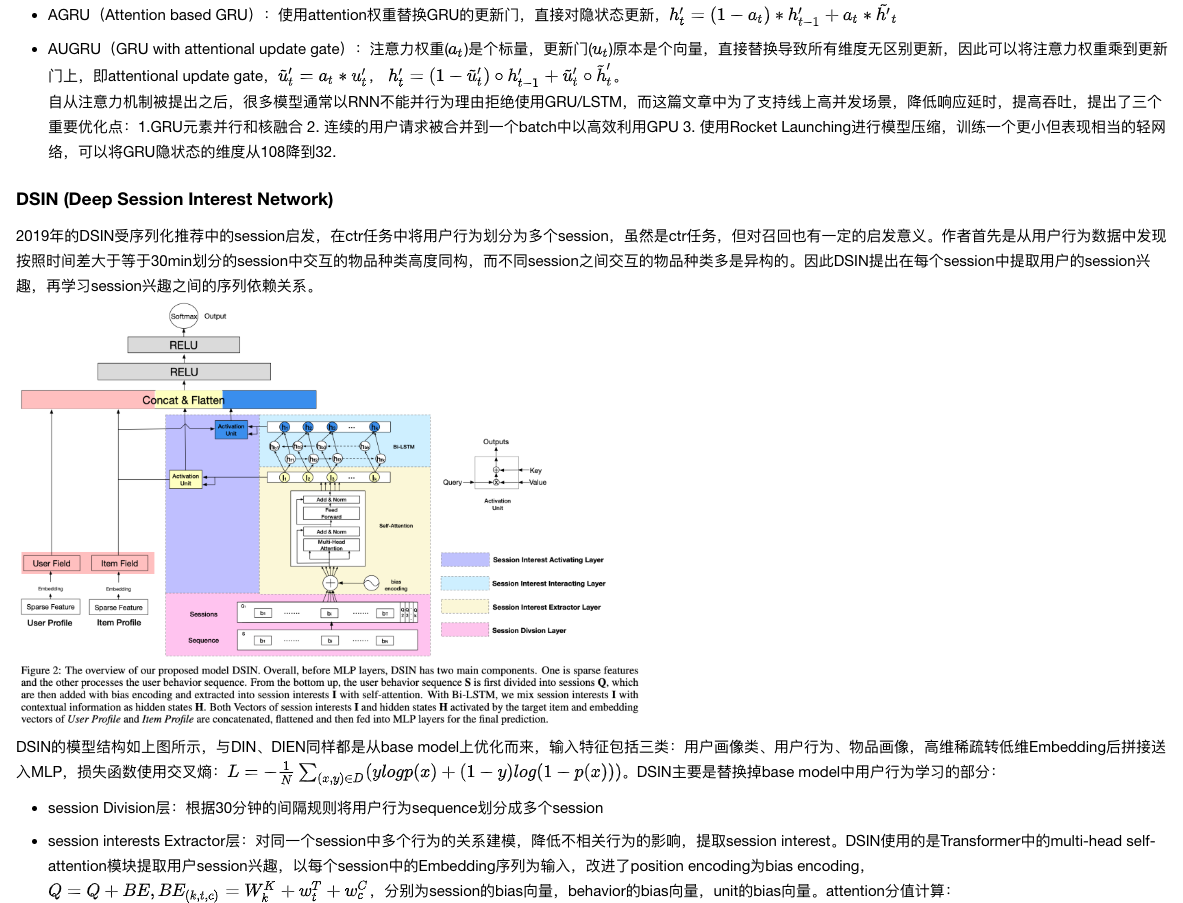 AGRU（Attention based GRU）：使用attention权重替换GRU的更新门，直接对隐状态更新，h′_t = (1 − a_t) ∗ h′_{t−1} + a_t ∗ h̃′_t
AUGRU（GRU with attentional update gate）：注意力权重(a_t)是个标量，更新门(u_t)原本是个向量，直接替换导致所有维度无区别更新，因此可以将注意力权重乘到更新
门上，即attentional update gate，ũ′_t = a_t ∗ u′_t，h′_t = (1 − ũ′_t) ∘ h′_{t−1} + ũ′_t ∘ h̃′_t。
自从注意力机制被提出之后，很多模型通常以RNN不能并行为理由拒绝使用GRU/LSTM，而这篇文章中为了支持线上高并发场景，降低响应延时，提高吞吐，提出了三个
重要优化点：1.GRU元素并行和核融合 2. 连续的用户请求被合并到一个batch中以高效利用GPU 3. 使用Rocket Launching进行模型压缩，训练一个更小但表现相当的轻网
络，可以将GRU隐状态的维度从108降到32.
DSIN (Deep Session Interest Network)
2019年的DSIN受序列化推荐中的session启发，在ctr任务中将用户行为划分为多个session，虽然是ctr任务，但对召回也有一定的启发意义。作者首先是从用户行为数据中发现
按照时间差大于等于30min划分的session中交互的物品种类高度同构，而不同session之间交互的物品种类多是异构的。因此DSIN提出在每个session中提取用户的session兴
趣，再学习session兴趣之间的序列依赖关系。
Softmax Output
RELU
RELU
Concat & Flatten
Activation
Unit
Bi-LSTM
Activation
Unit
Add & Norm
Feed
Forward
Self-Attention
Add & Norm
Multi-Head
Attention
bias
encoding
Outputs
Key
Query
Value
Activation
Unit
User Field
Item Field
Embedding
Embedding
Sparse Feature
Sparse Feature
User Profile
Item Profile
Sessions
Sequence
Session Interest Activating Layer
Session Interest Interacting Layer
Session Interest Extractor Layer
Session Divsion Layer
Figure 2: The overview of our proposed model DSIN. Overall, before MLP layers, DSIN has two main components. One is sparse features
and the other processes the user behavior sequence. From the bottom up, the user behavior sequence S is first divided into sessions Q, which
are then added with bias encoding and extracted into session interests I with self-attention. With Bi-LSTM, we mix session interests I with
contextual information as hidden states H. Both Vectors of session interests I and hidden states H activated by the target item and embedding
vectors of User Profile and Item Profile are concatenated, flattened and then fed into MLP layers for the final prediction.
DSIN的模型结构如上图所示，与DIN、DIEN同样都是从base model上优化而来，输入特征包括三类：用户画像类、用户行为、物品画像，高维稀疏转低维Embedding后拼接送
入MLP，损失函数使用交叉熵：L = −1/N ∑_{(x,y)∈D}(ylogp(x) + (1 − y)log(1 − p(x)))。DSIN主要是替换掉base model中用户行为学习的部分：
session Division层：根据30分钟的间隔规则将用户行为sequence划分成多个session
session interests Extractor层：对同一个session中多个行为的关系建模，降低不相关行为的影响，提取session interest。DSIN使用的是Transformer中的multi-head self-
attention模块提取用户session兴趣，以每个session中的Embedding序列为输入，改进了position encoding为bias encoding，
Q = Q + BE, BE_{(k,t,c)} = W^K_k + w^T_t + w^C_c，分别为session的bias向量，behavior的bias向量，unit的bias向量。attention分值计算：